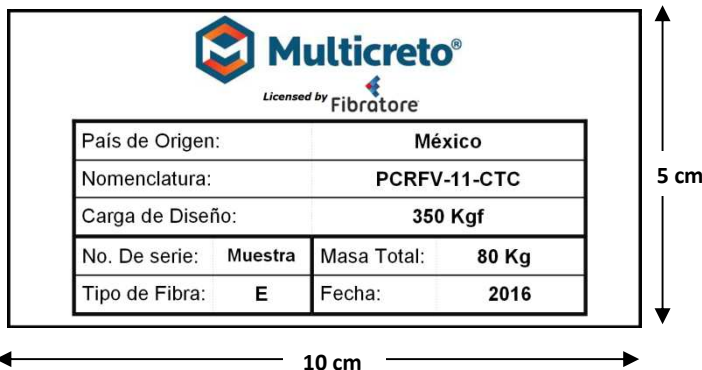 Multicreto®
Licensed by Fibratore
País de Origen: México
Nomenclatura: PCRFV-11-CTC
Carga de Diseño: 350 Kgf
No. De serie: Muestra Masa Total: 80 Kg
Tipo de Fibra: E Fecha: 2016
5 cm
10 cm